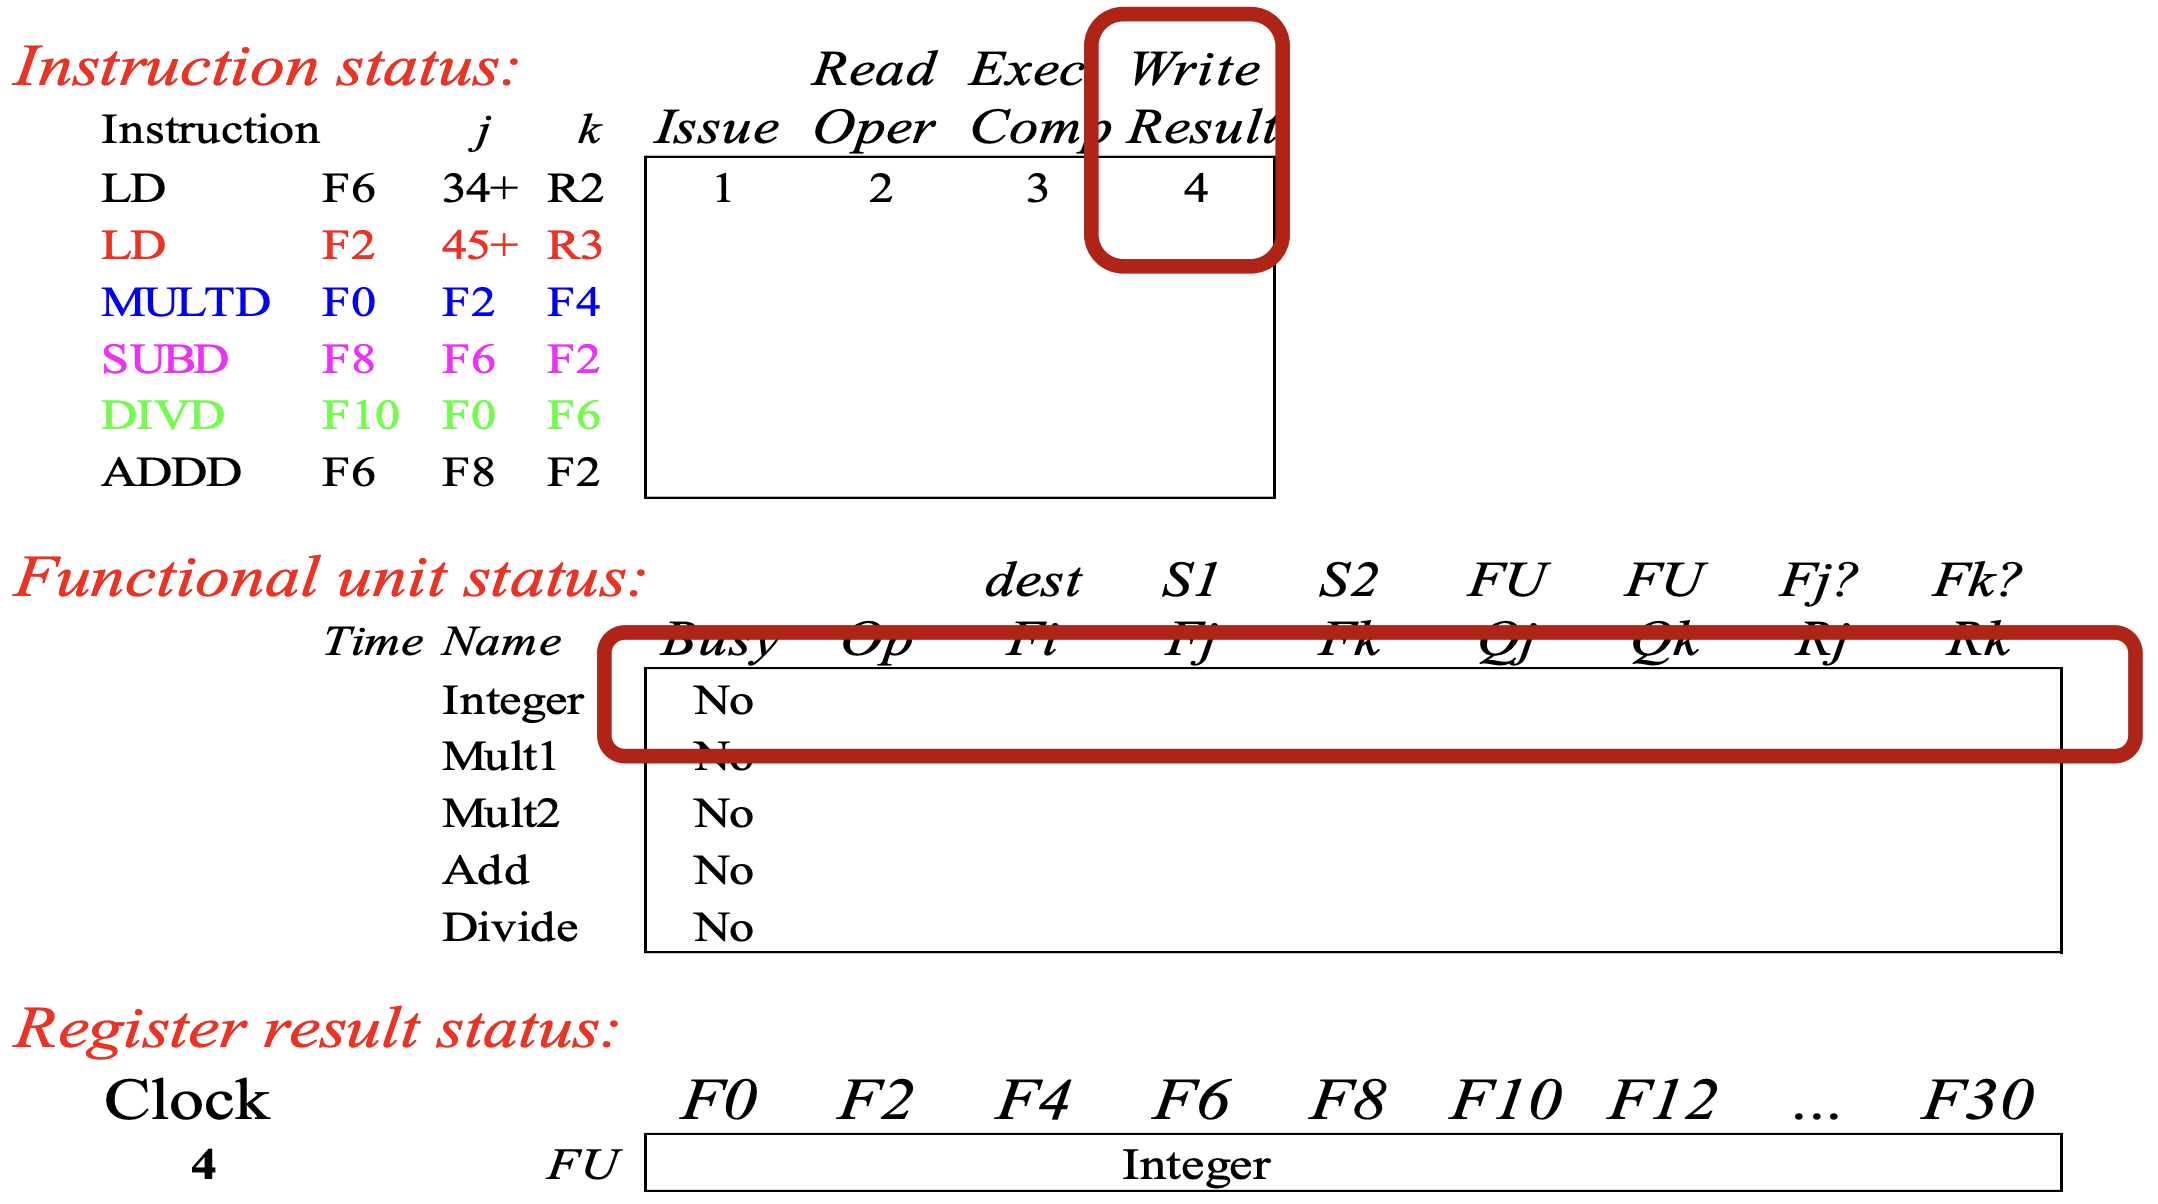 Instruction status: Read Exec Write
Instruction j k Issue Oper Comp Result
LD F6 34+ R2 1 2 3 4
LD F2 45+ R3
MULTD F0 F2 F4
SUBD F8 F6 F2
DIVD F10 F0 F6
ADDD F6 F8 F2
Functional unit status: dest S1 S2 FU FU Fj? Fk?
Time Name Busy Op Fi Fj Fk Qj Qk Rj Rk
Integer No
Mult1 No
Mult2 No
Add No
Divide No
Register result status:
Clock F0 F2 F4 F6 F8 F10 F12 ... F30
4 FU Integer